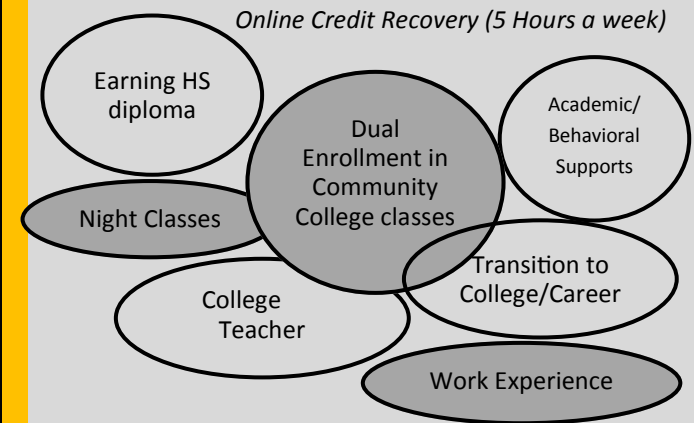 Online Credit Recovery (5 Hours a week)
Earning HS
diploma
Dual
Enrollment in
Community
College classes
Academic/
Behavioral
Supports
Night Classes
College
Teacher
Transition to
College/Career
Work Experience